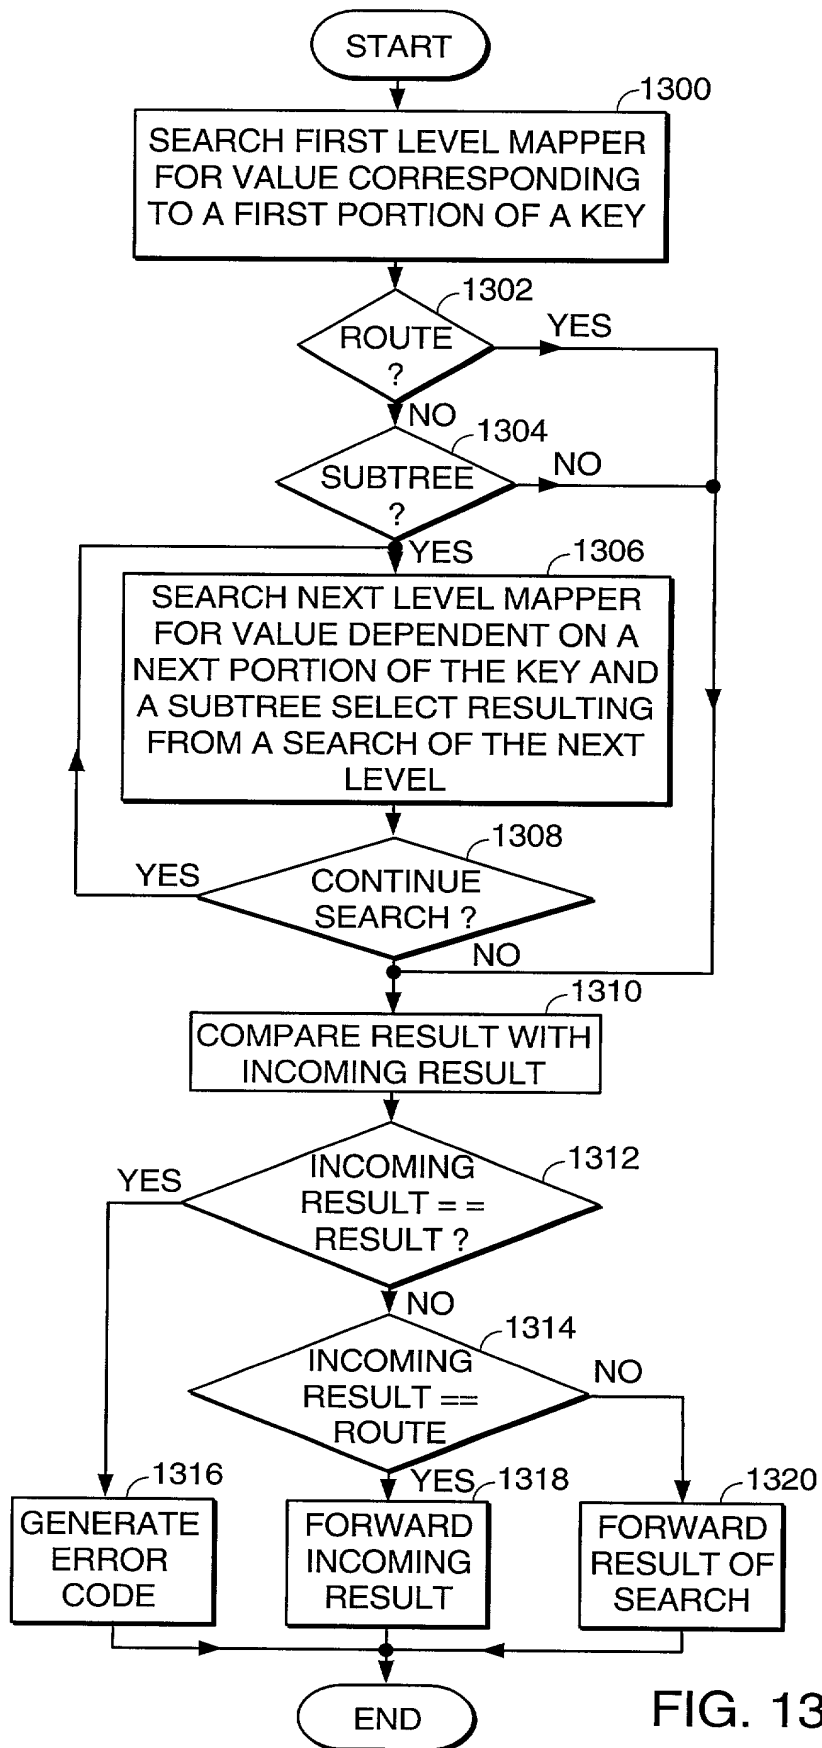 START
1300
SEARCH FIRST LEVEL MAPPER
FOR VALUE CORRESPONDING
TO A FIRST PORTION OF A KEY
1302
ROUTE
?
YES
NO
1304
SUBTREE
?
NO
YES
1306
SEARCH NEXT LEVEL MAPPER
FOR VALUE DEPENDENT ON A
NEXT PORTION OF THE KEY AND
A SUBTREE SELECT RESULTING
FROM A SEARCH OF THE NEXT
LEVEL
1308
YES
CONTINUE
SEARCH ?
NO
1310
COMPARE RESULT WITH
INCOMING RESULT
1312
YES
INCOMING
RESULT = =
RESULT ?
NO
1314
INCOMING
RESULT ==
ROUTE
NO
YES
1316
GENERATE
ERROR
CODE
1318
FORWARD
INCOMING
RESULT
1320
FORWARD
RESULT OF
SEARCH
END
FIG. 13